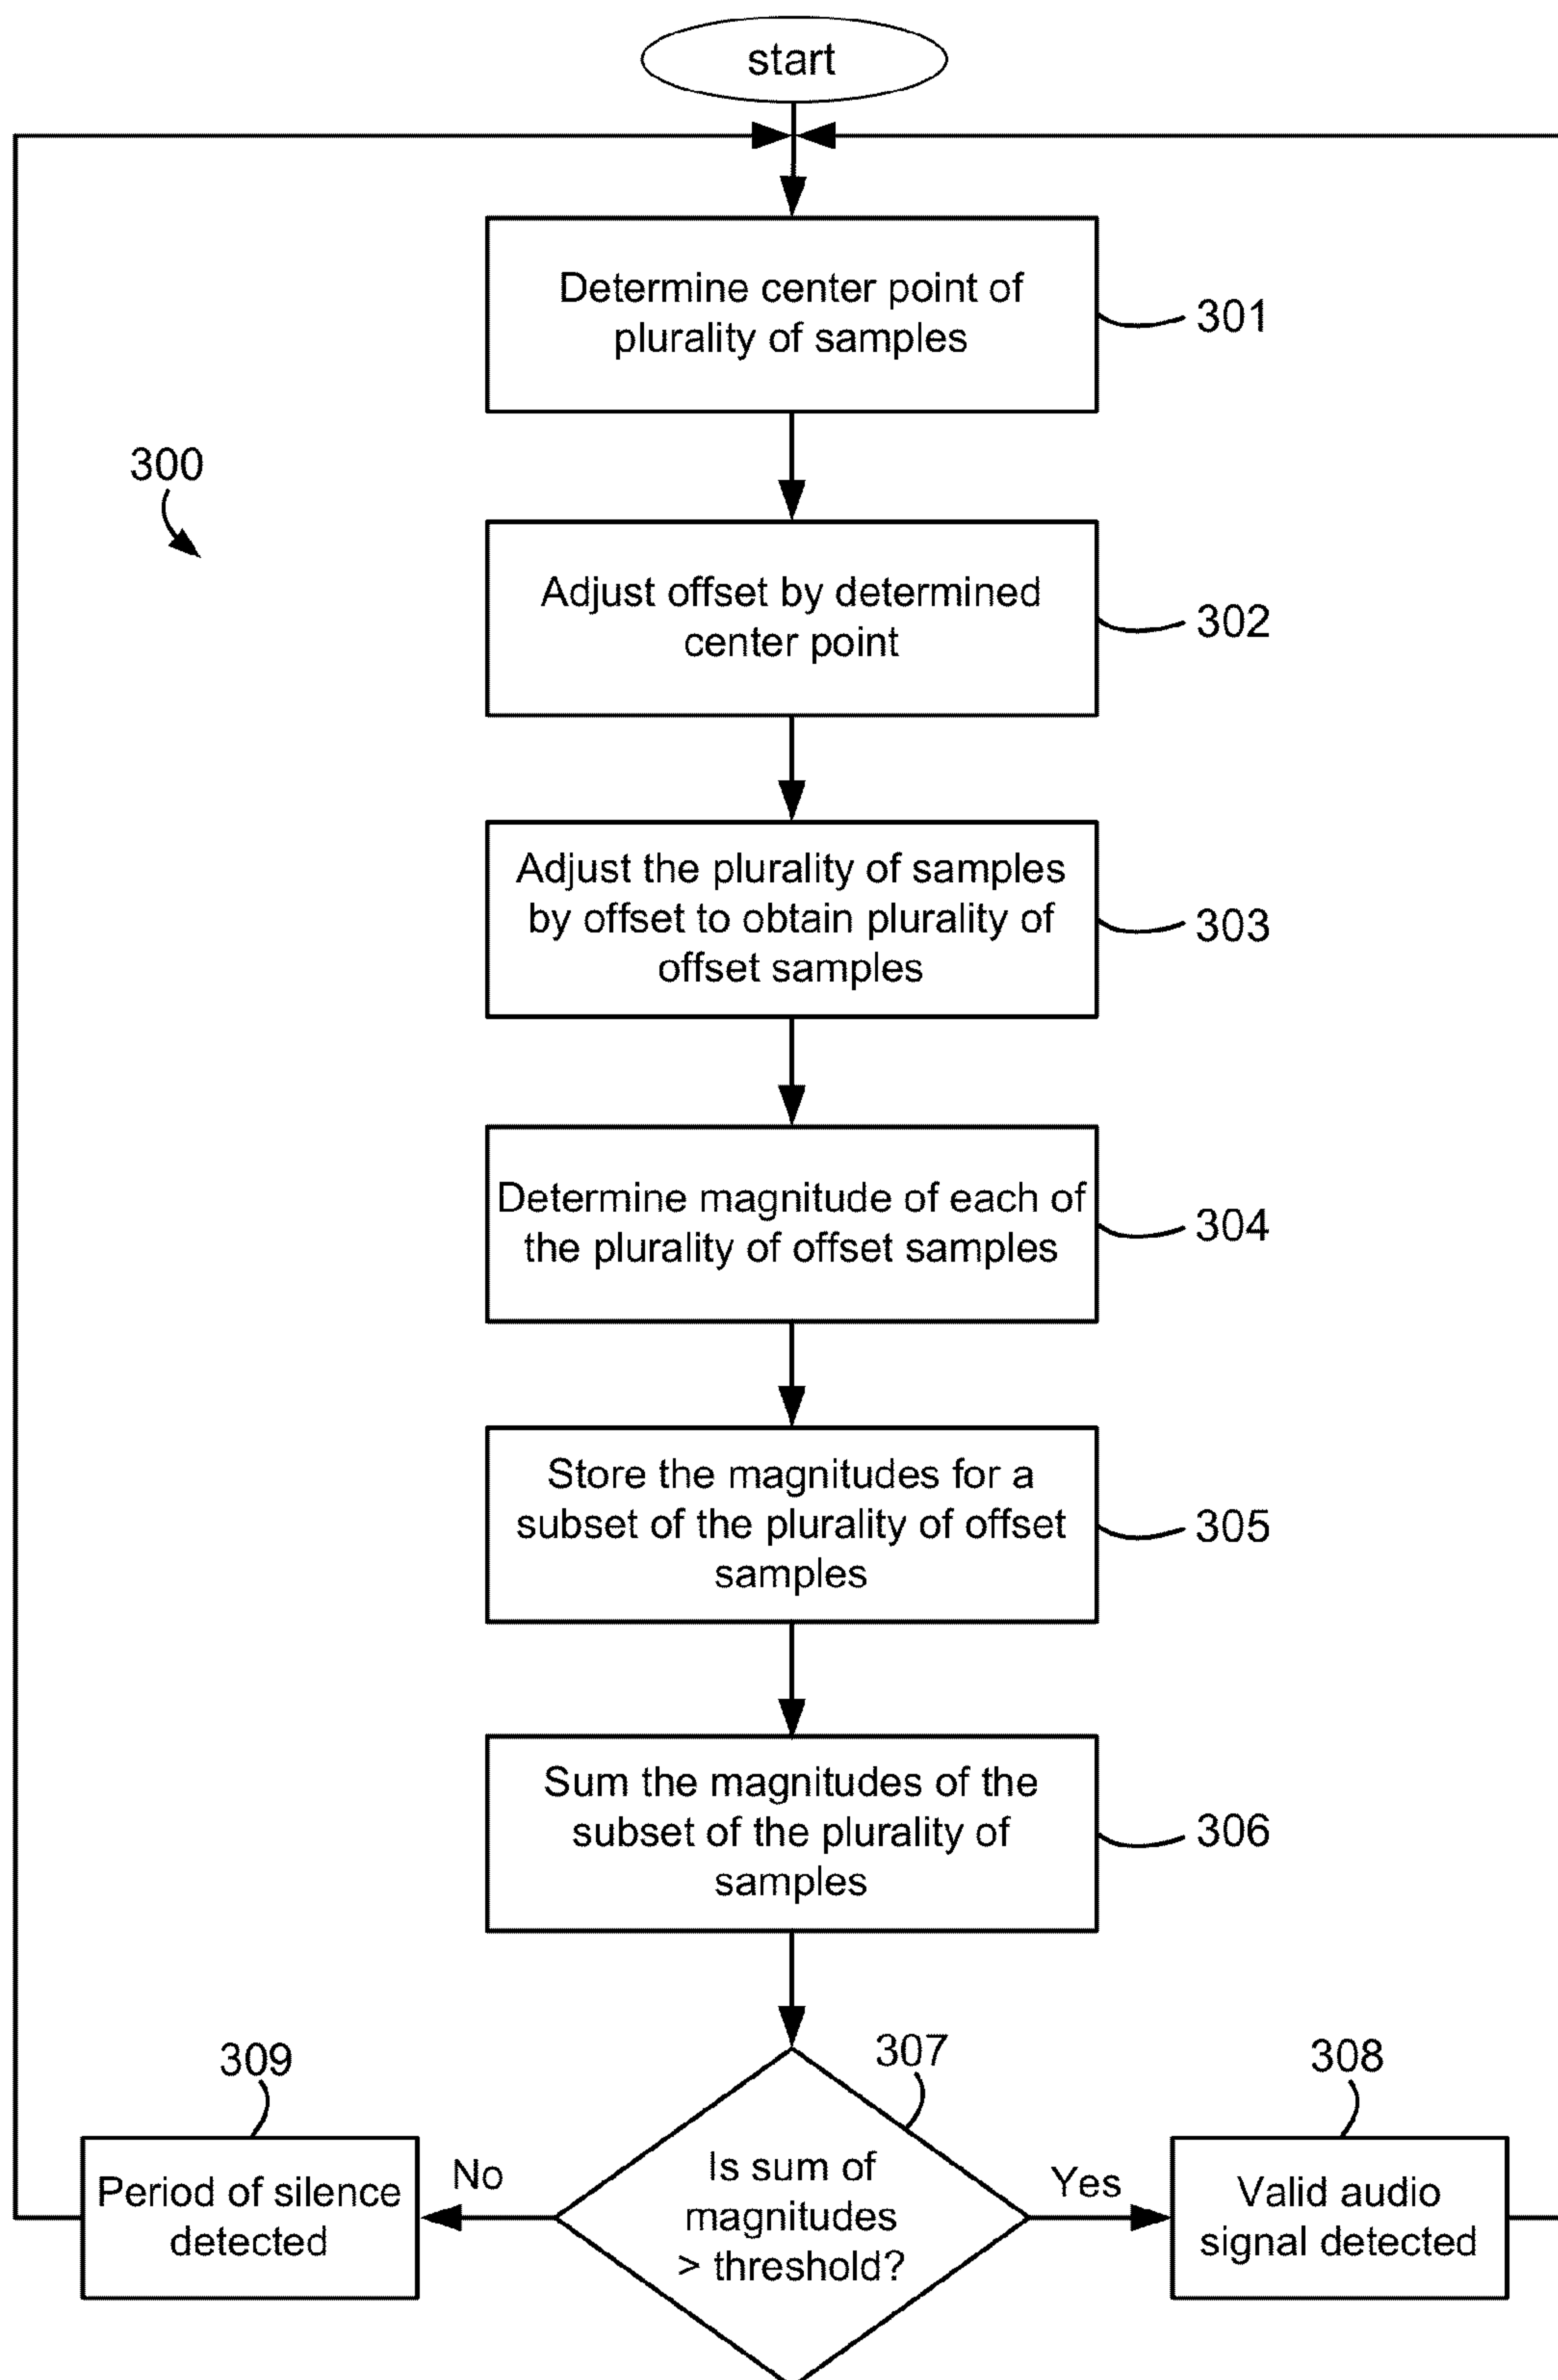 start
Determine center point of
plurality of samples
301
300
Adjust offset by determined
center point
302
Adjust the plurality of samples
by offset to obtain plurality of
offset samples
303
Determine magnitude of each of
the plurality of offset samples
304
Store the magnitudes for a
subset of the plurality of offset
samples
305
Sum the magnitudes of the
subset of the plurality of
samples
306
309
307
308
Period of silence
detected
No
Is sum of
magnitudes
> threshold?
Yes
Valid audio
signal detected